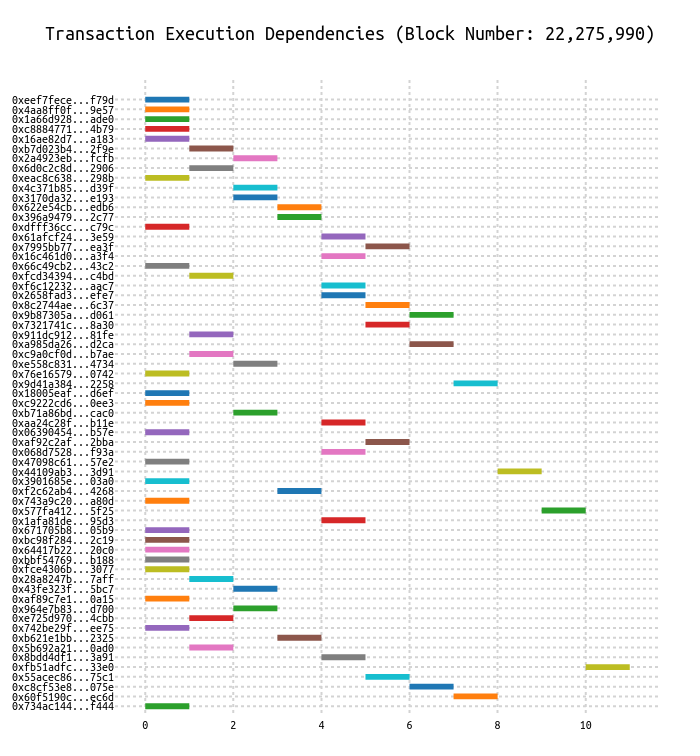 Transaction Execution Dependencies (Block Number: 22,275,990)
0xeef7fece...f79d
0x4aa8ff0f...9e57
0x1a66d928...ade0
0xc8884771...4b79
0x16ae82d7...a183
0xb7d023b4...2f9e
0x2a4923eb...fcfb
0x6d0c2c8d...2906
0xeac8c638...298b
0x4c371b85...d39f
0x3170da32...e193
0x622e54cb...edb6
0x396a9479...2c77
0xdfff36cc...c79c
0x61afcf24...3e59
0x7995bb77...ea3f
0x16c461d0...a3f4
0x66c49cb2...43c2
0xfcd34394...c4bd
0xf6c12232...aac7
0x2658fad3...efe7
0x8c2744ae...6c37
0x9b87305a...d061
0x7321741c...8a30
0x911dc912...81fe
0xa985da26...d2ca
0xc9a0cf0d...b7ae
0xe558c831...4734
0x76e16579...0742
0x9d41a384...2258
0x18005eaf...d6ef
0xc9222cd6...0ee3
0xb71a86bd...cac0
0xaa24c28f...b11e
0x06390454...b57e
0xaf92c2af...2bba
0x068d7528...f93a
0x47098c61...57e2
0x44109ab3...3d91
0x3901685e...03a0
0xf2c62ab4...4268
0x743a9c20...a80d
0x577fa412...5f25
0x1afa81de...95d3
0x671705b8...05b9
0xbc98f284...2c19
0x64417b22...20c0
0xbbf54769...b188
0xfce4306b...3077
0x28a8247b...7aff
0x43fe323f...5bc7
0xaf89c7e1...0a15
0x964e7b83...d700
0xe725d970...4cbb
0x742be29f...ee75
0xb621e1bb...2325
0x5b692a21...0ad0
0x8bdd4df1...3a91
0xfb51adfc...33e0
0x55acec86...75c1
0xc8cf53e8...075e
0x60f5190c...ec6d
0x734ac144...f444
0 2 4 6 8 10